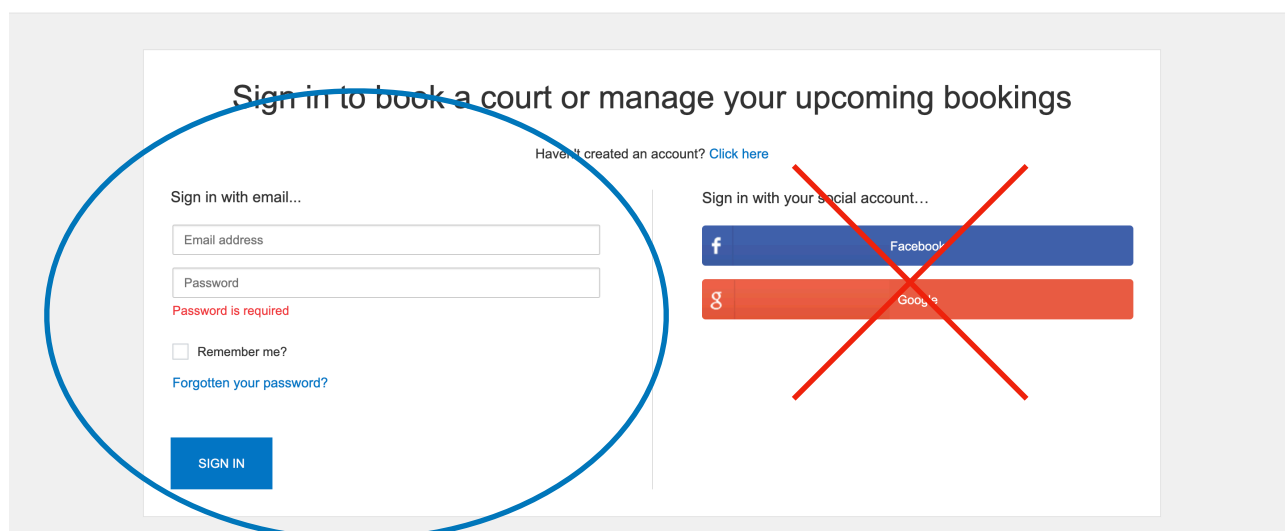 Sign in to book a court or manage your upcoming bookings
Haven't created an account? Click here
Sign in with email...
Email address
Password
Password is required
Remember me?
Forgotten your password?
SIGN IN
Sign in with your social account…
f Facebook
g Google